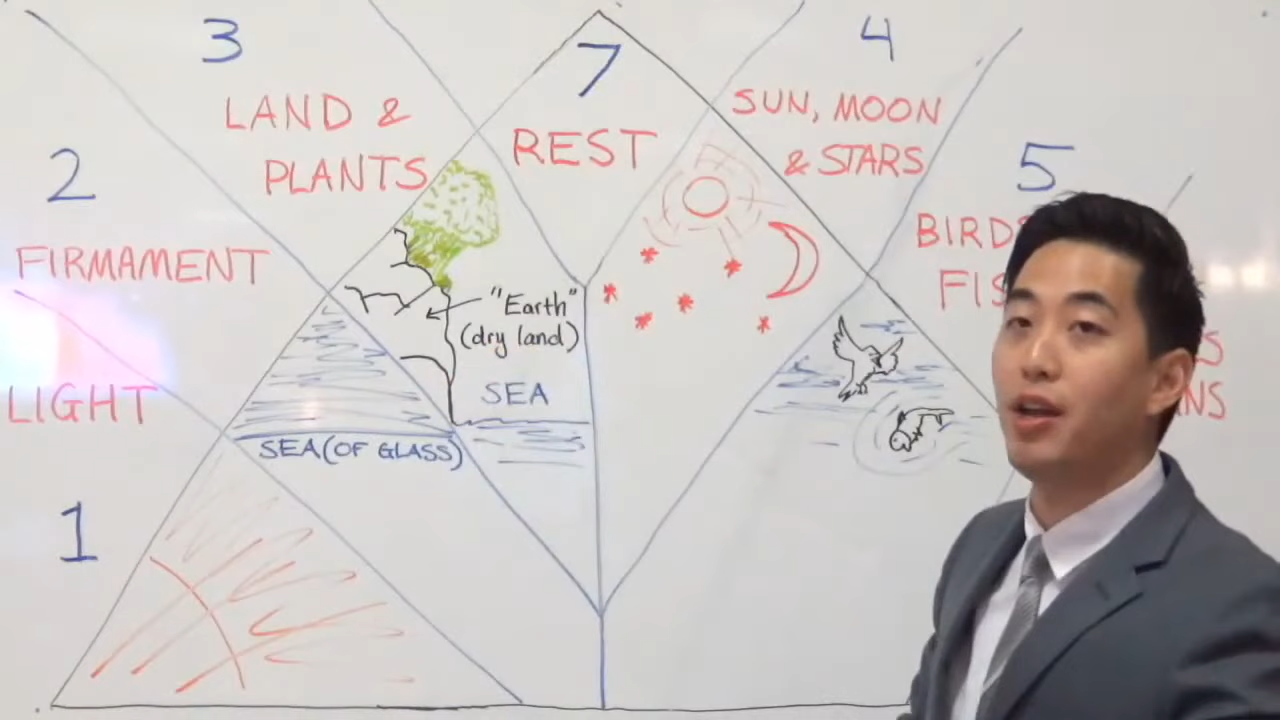 3
LAND &
PLANTS
7
REST
4
SUN, MOON
& STARS
2
FIRMAMENT
5
LIGHT
1
"Earth"
(dry land)
SEA
SEA (OF GLASS)